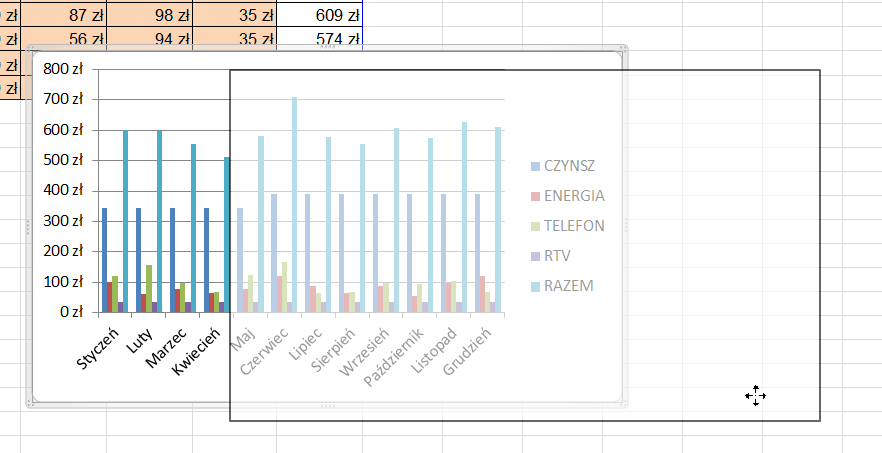 zł 87 zł 98 zł 35 zł 609 zł
zł 56 zł 94 zł 35 zł 574 zł
zł
zł
800 zł
700 zł
600 zł
500 zł
400 zł
300 zł
200 zł
100 zł
0 zł
Styczeń Luty Marzec Kwiecień Maj Czerwiec Lipiec Sierpień Wrzesień Październik Listopad Grudzień
CZYNSZ
ENERGIA
TELEFON
RTV
RAZEM